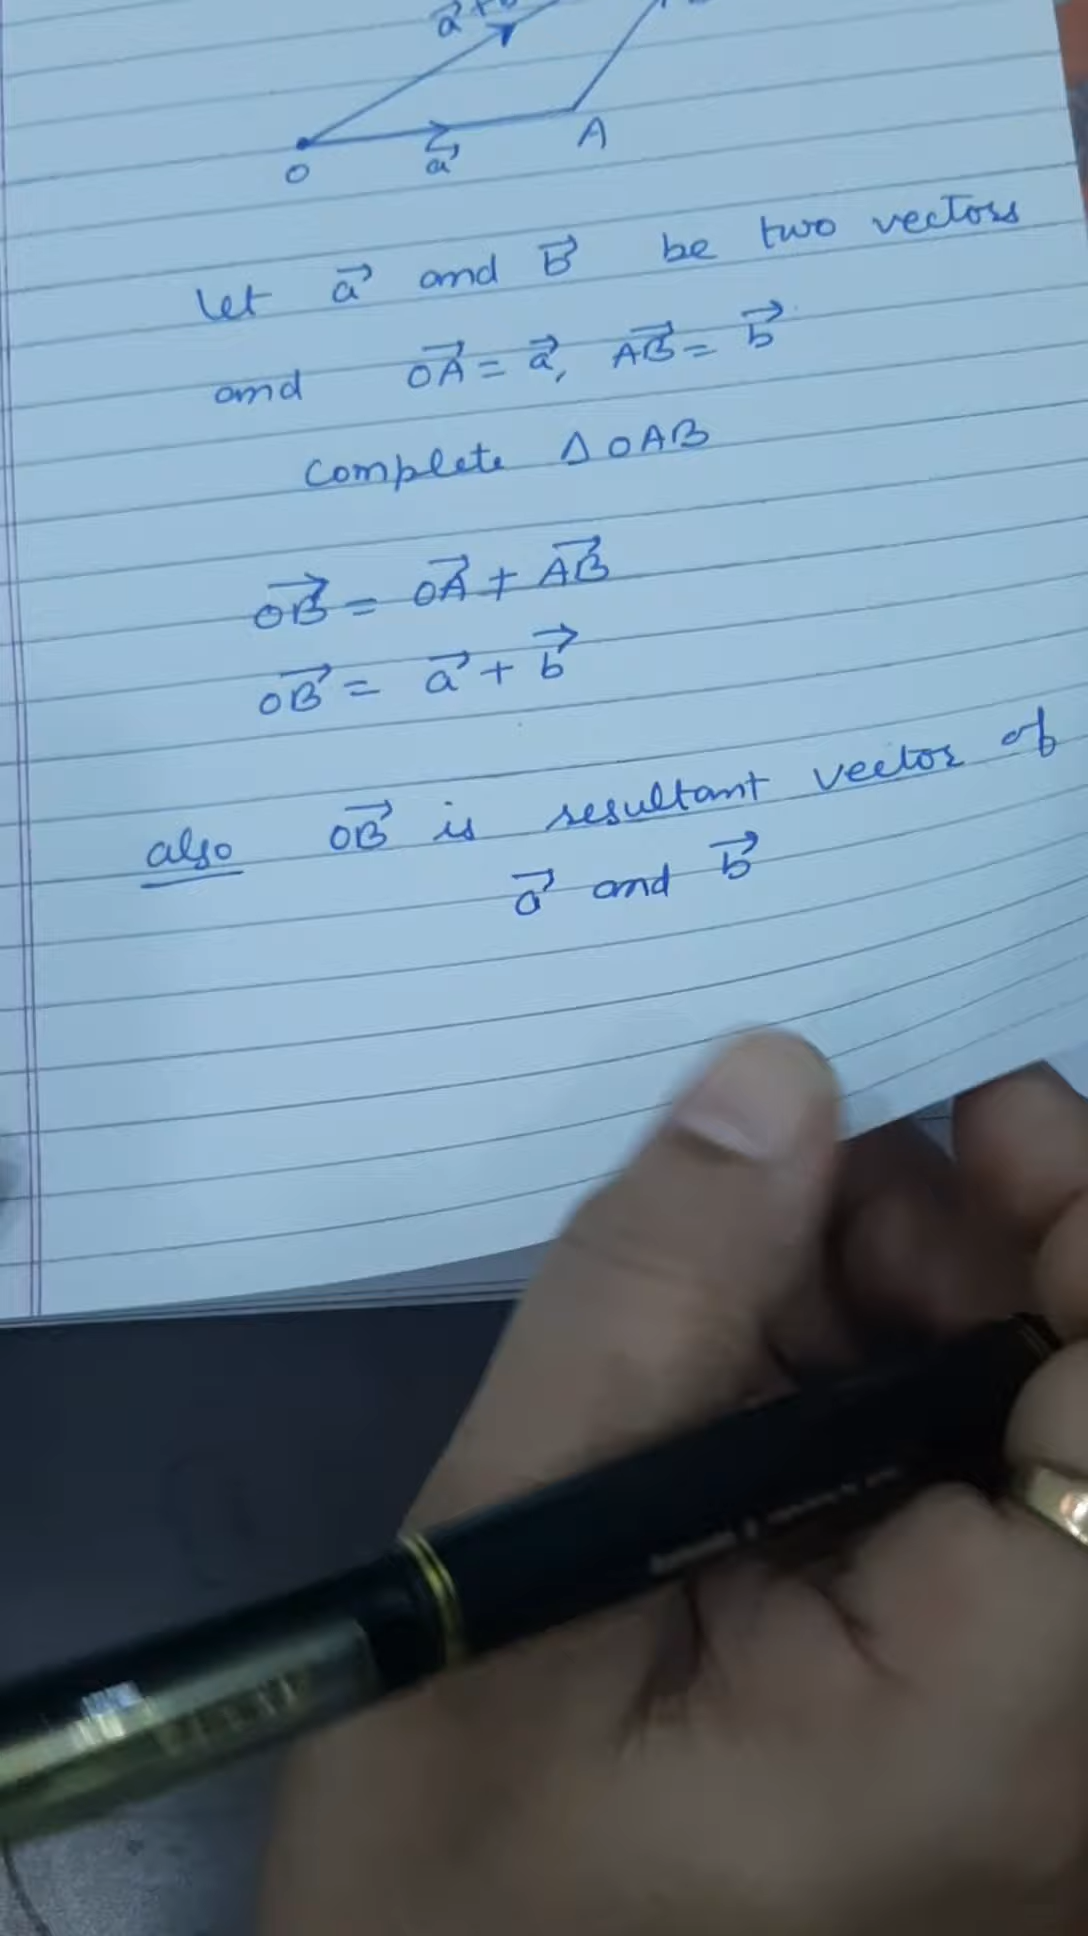 a⃗ + b
O
a⃗
A
Let a⃗ and B⃗ be two vectors
and OA⃗ = a⃗, AB⃗ = b⃗
Complete Δ OAB
OB⃗ = OA⃗ + AB⃗
OB⃗ = a⃗ + b⃗
also OB⃗ is resultant vector of
a⃗ and b⃗